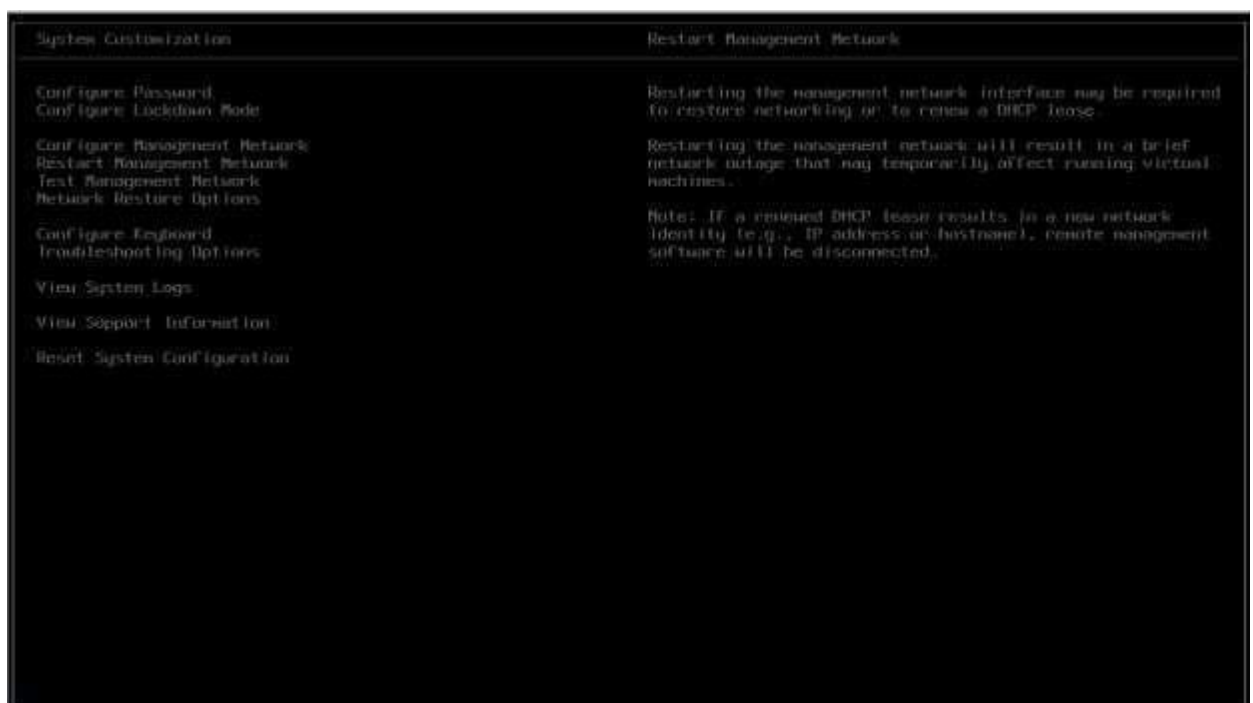 System Customization
Configure Password
Configure Lockdown Mode
Configure Management Network
Restart Management Network
Test Management Network
Network Restore Options
Configure Keyboard
Troubleshooting Options
View System Logs
View Support Information
Reset System Configuration
Restart Management Network
Restarting the management network interface may be required
to restore networking or to renew a DHCP lease.
Restarting the management network will result in a brief
network outage that may temporarily affect running virtual
machines.
Note: If a renewed DHCP lease results in a new network
identity (e.g., IP address or hostname), remote management
software will be disconnected.